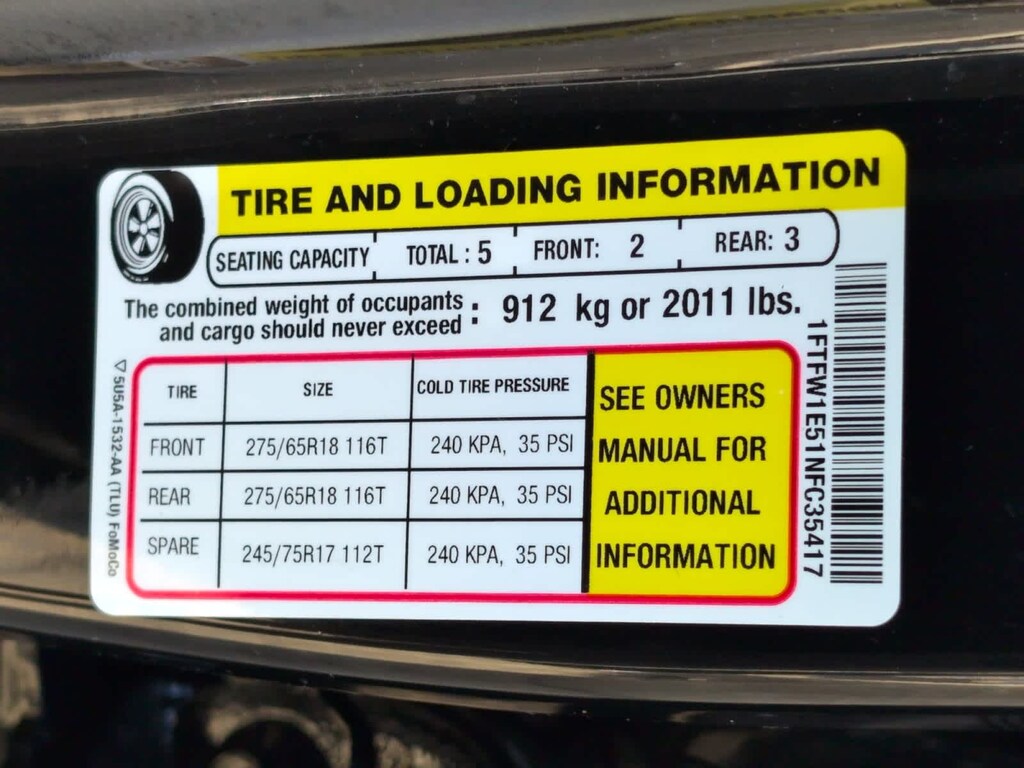 TIRE AND LOADING INFORMATION
SEATING CAPACITY TOTAL : 5 FRONT: 2 REAR: 3
The combined weight of occupants
and cargo should never exceed : 912 kg or 2011 lbs.
TIRE SIZE COLD TIRE PRESSURE
FRONT 275/65R18 116T 240 KPA, 35 PSI
REAR 275/65R18 116T 240 KPA, 35 PSI
SPARE 245/75R17 112T 240 KPA, 35 PSI
SEE OWNERS
MANUAL FOR
ADDITIONAL
INFORMATION
5U5A-1532-AA (TLU) FoMoCo
1FTFW1E51NFC35417